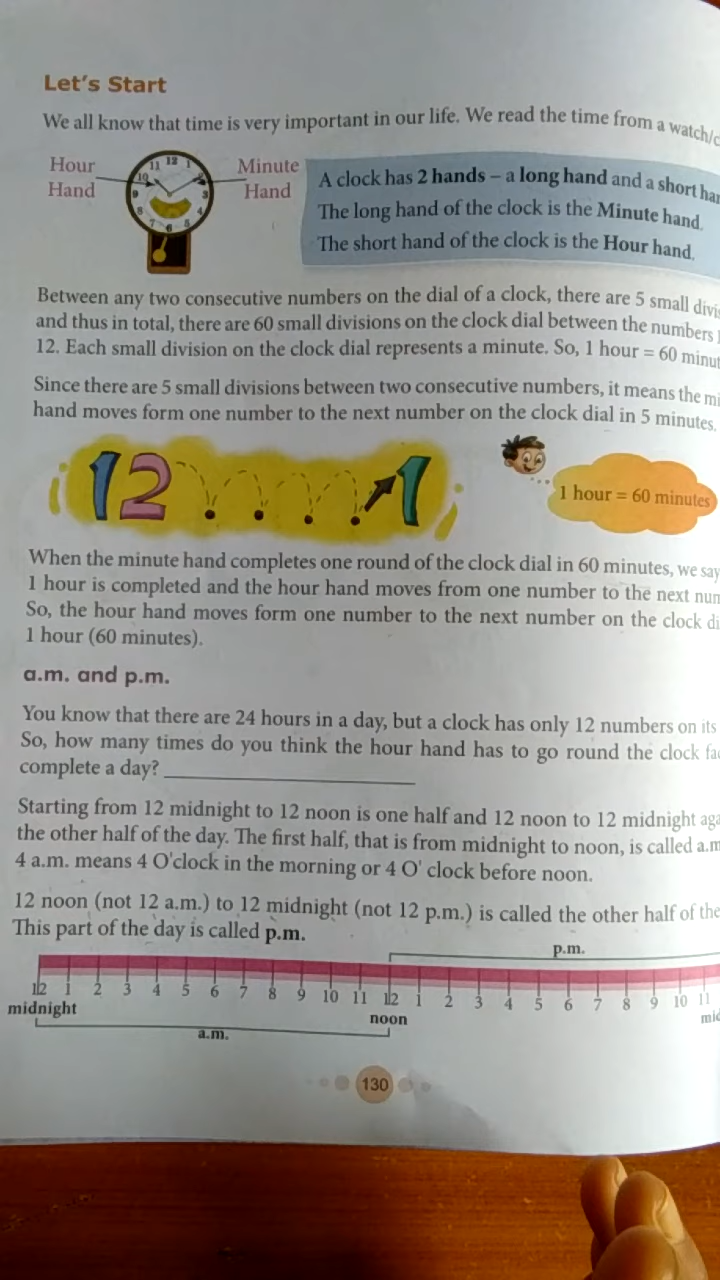 Let's Start
We all know that time is very important in our life. We read the time from a watch/c
Hour
Hand
11 12 1
10 2
9 3
8 4
7 6 5
Minute
Hand
A clock has 2 hands – a long hand and a short har
The long hand of the clock is the Minute hand.
The short hand of the clock is the Hour hand.
Between any two consecutive numbers on the dial of a clock, there are 5 small divis
and thus in total, there are 60 small divisions on the clock dial between the numbers
12. Each small division on the clock dial represents a minute. So, 1 hour = 60 minut
Since there are 5 small divisions between two consecutive numbers, it means the mi
hand moves form one number to the next number on the clock dial in 5 minutes.
12 1
1 hour = 60 minutes
When the minute hand completes one round of the clock dial in 60 minutes, we say
1 hour is completed and the hour hand moves from one number to the next num
So, the hour hand moves form one number to the next number on the clock di
1 hour (60 minutes).
a.m. and p.m.
You know that there are 24 hours in a day, but a clock has only 12 numbers on its
So, how many times do you think the hour hand has to go round the clock fac
complete a day?
Starting from 12 midnight to 12 noon is one half and 12 noon to 12 midnight aga
the other half of the day. The first half, that is from midnight to noon, is called a.m
4 a.m. means 4 O'clock in the morning or 4 O' clock before noon.
12 noon (not 12 a.m.) to 12 midnight (not 12 p.m.) is called the other half of the
This part of the day is called p.m.
p.m.
12 1 2 3 4 5 6 7 8 9 10 11 12 1 2 3 4 5 6 7 8 9 10 11
midnight noon mid
a.m.
130